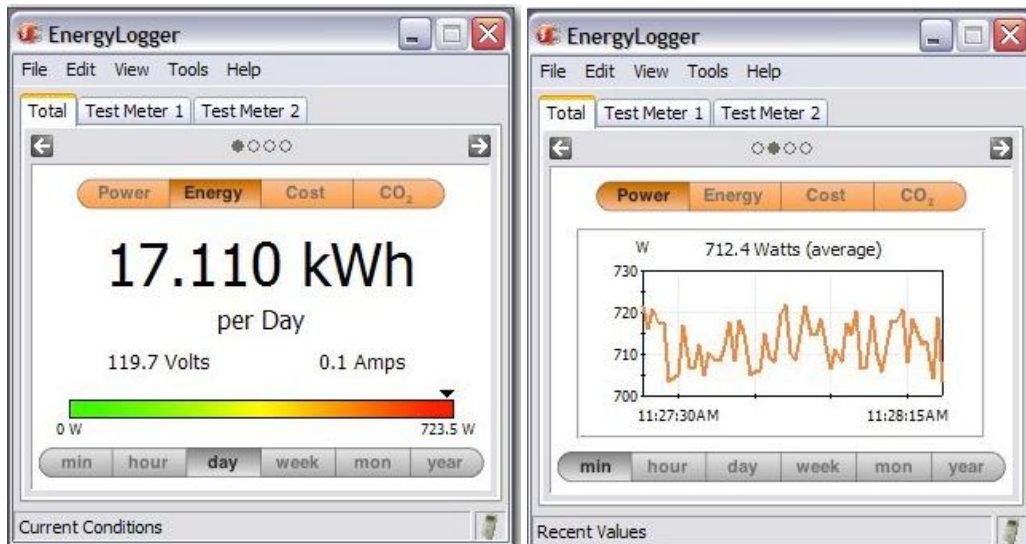 EnergyLogger
File Edit View Tools Help
Total Test Meter 1 Test Meter 2
Power Energy Cost CO₂
17.110 kWh
per Day
119.7 Volts 0.1 Amps
0 W 723.5 W
min hour day week mon year
Current Conditions
EnergyLogger
File Edit View Tools Help
Total Test Meter 1 Test Meter 2
Power Energy Cost CO₂
W 712.4 Watts (average)
730
720
710
700
11:27:30AM 11:28:15AM
min hour day week mon year
Recent Values